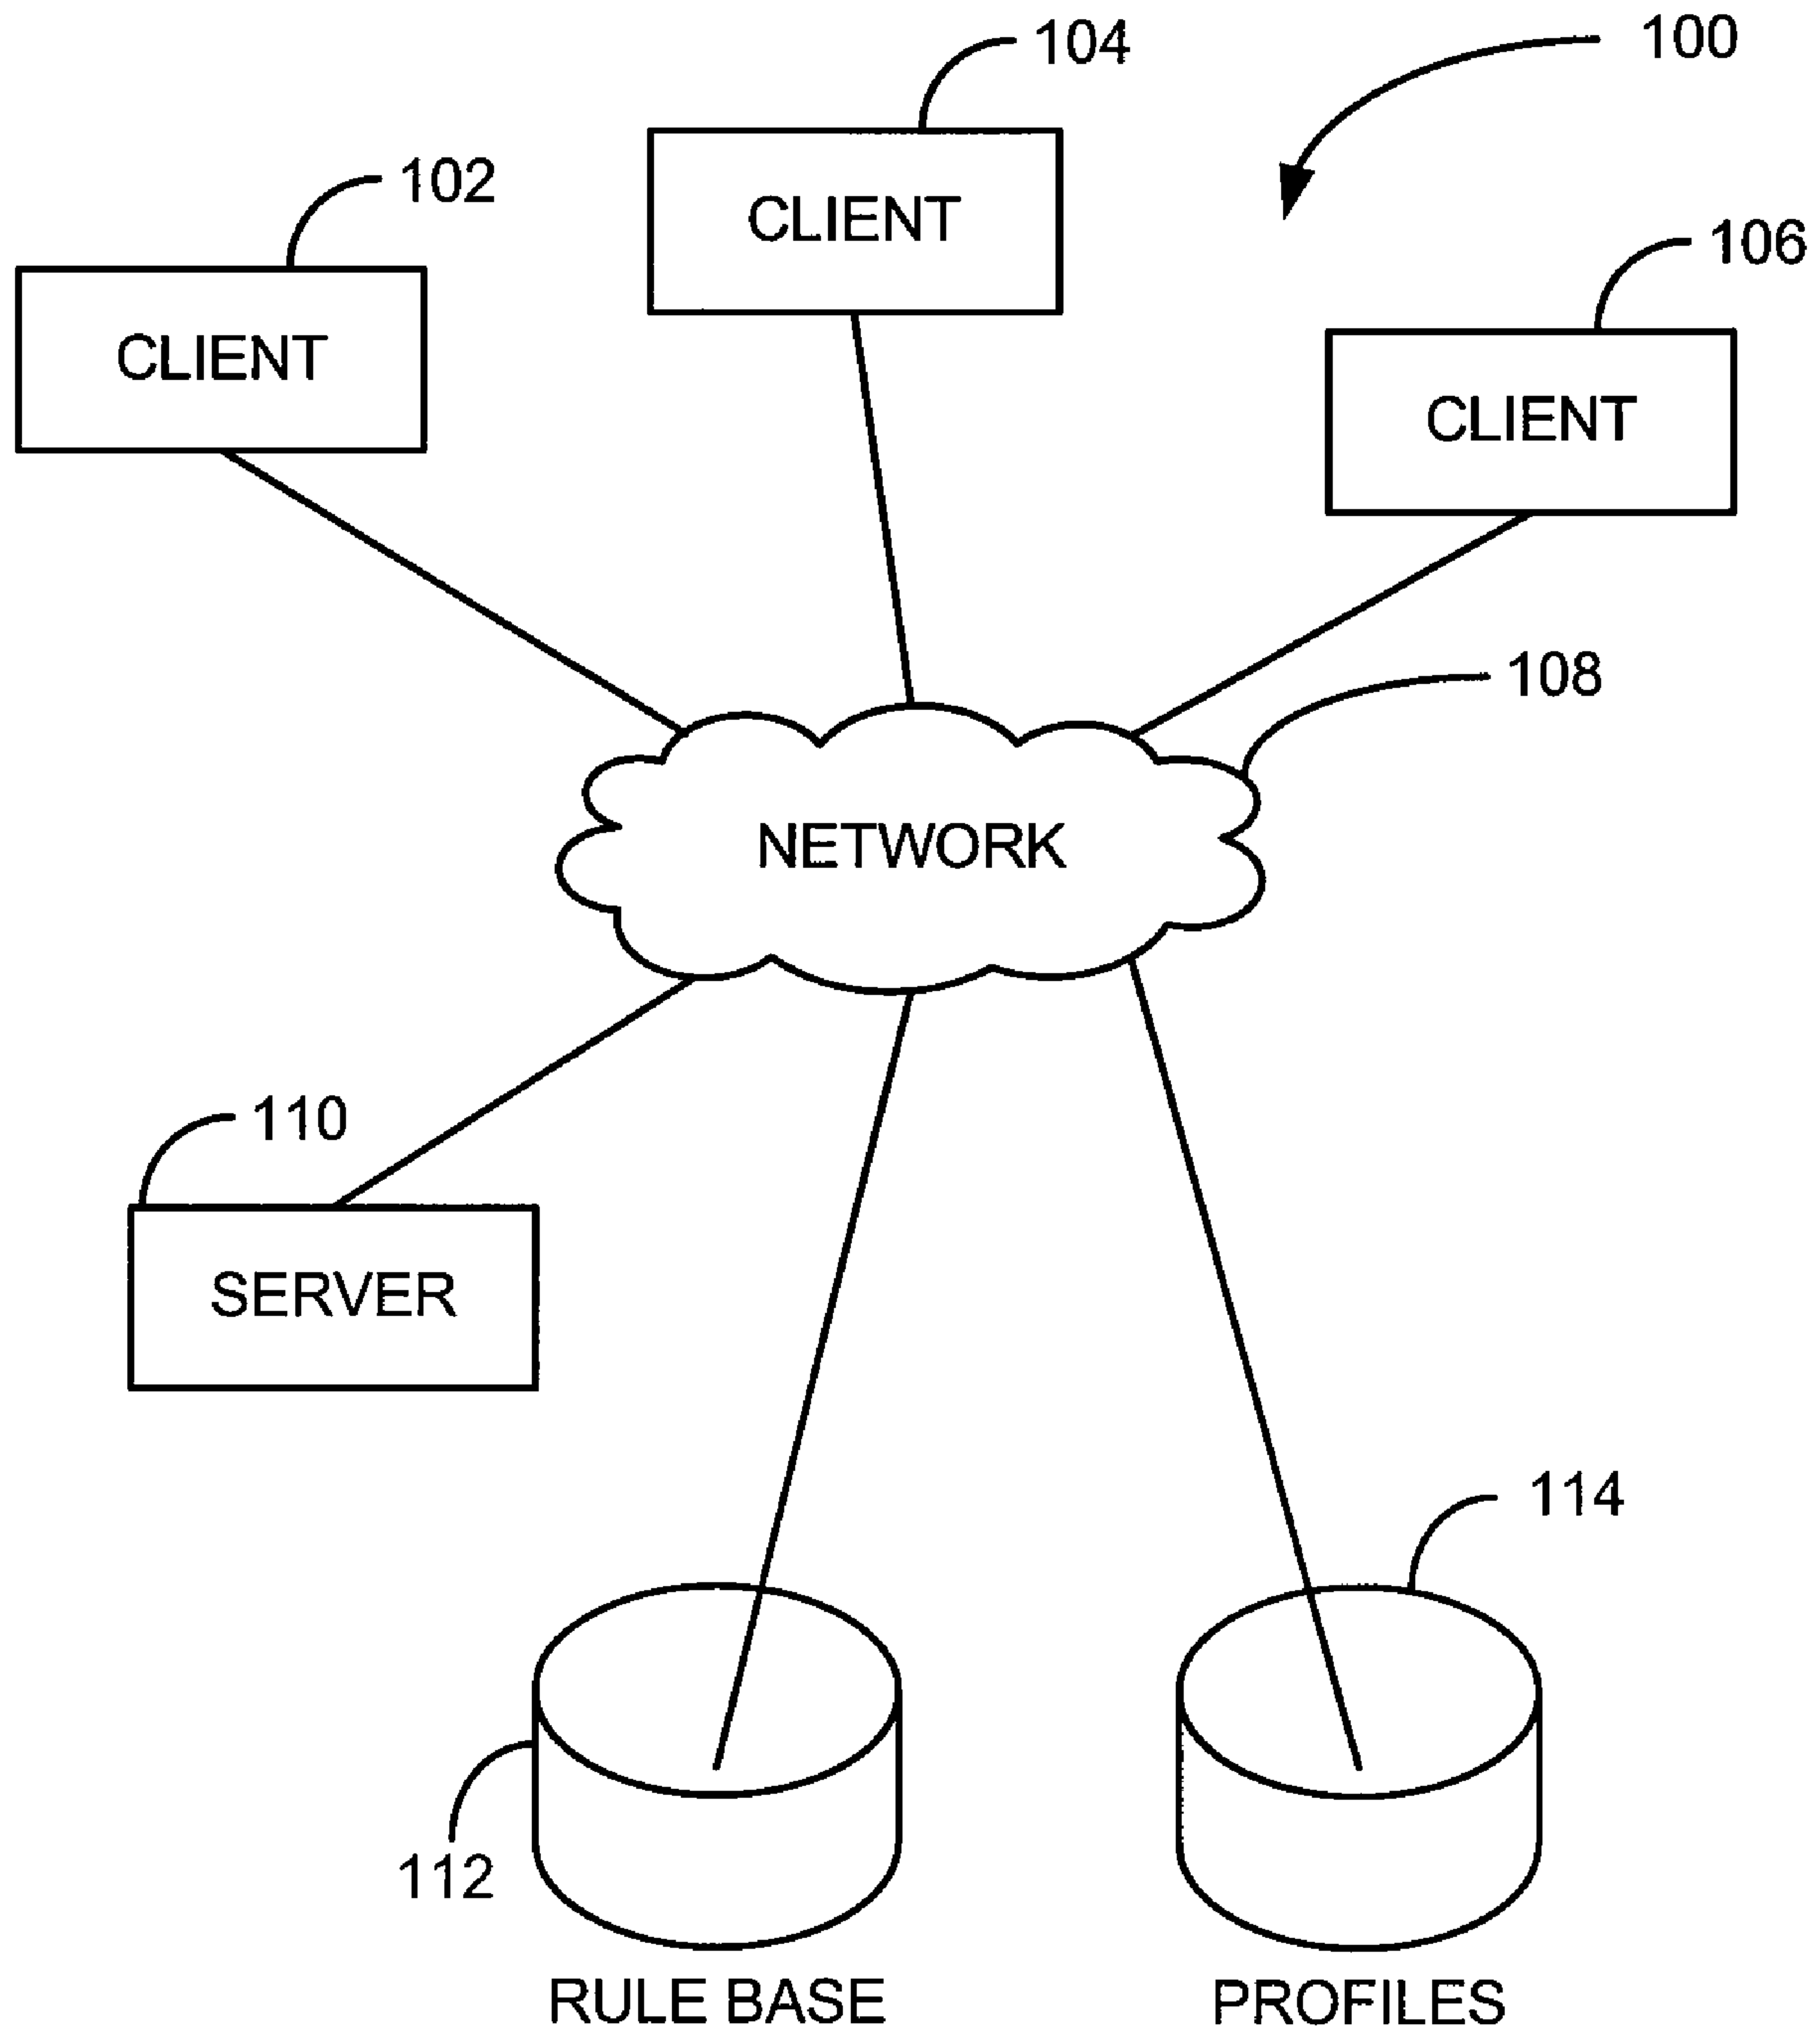 104
100
102
CLIENT
106
CLIENT
CLIENT
108
NETWORK
110
SERVER
114
112
RULE BASE
PROFILES